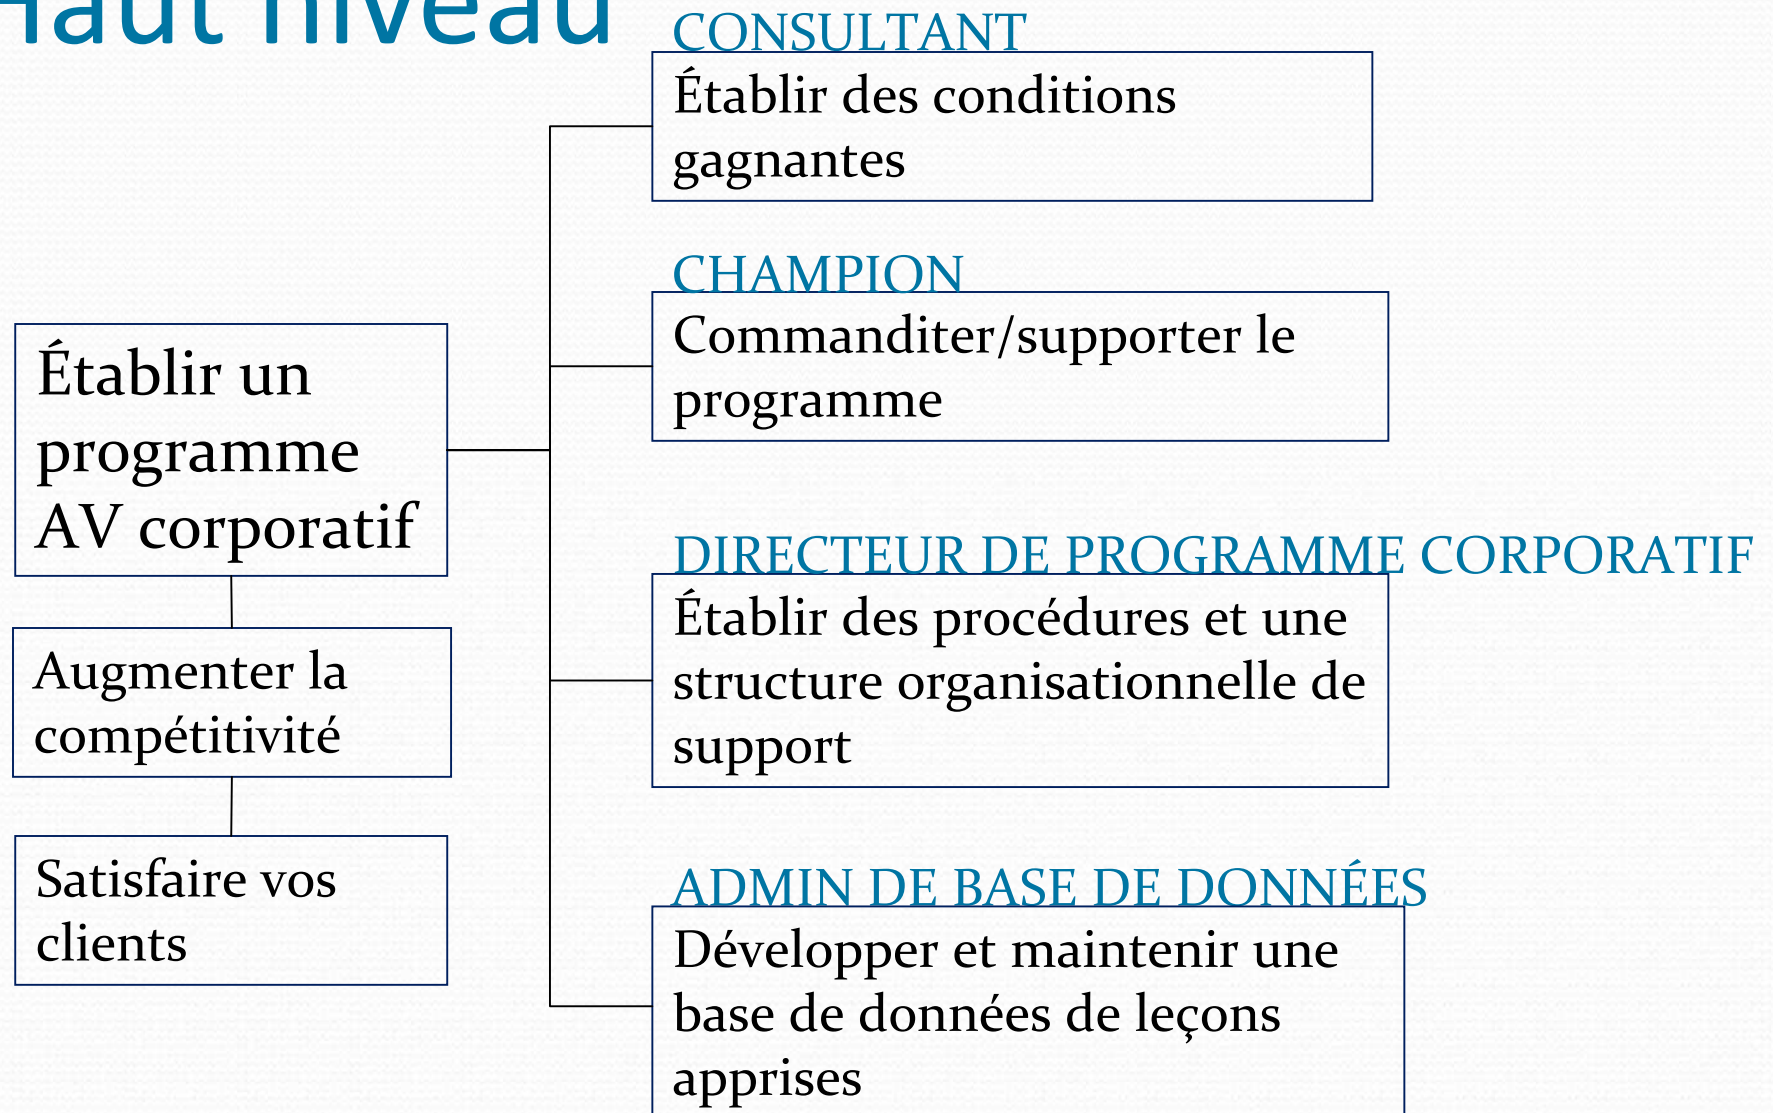 Haut niveau
CONSULTANT
Établir des conditions
gagnantes
CHAMPION
Commanditer/supporter le
programme
Établir un
programme
AV corporatif
DIRECTEUR DE PROGRAMME CORPORATIF
Établir des procédures et une
structure organisationnelle de
support
Augmenter la
compétitivité
Satisfaire vos
clients
ADMIN DE BASE DE DONNÉES
Développer et maintenir une
base de données de leçons
apprises